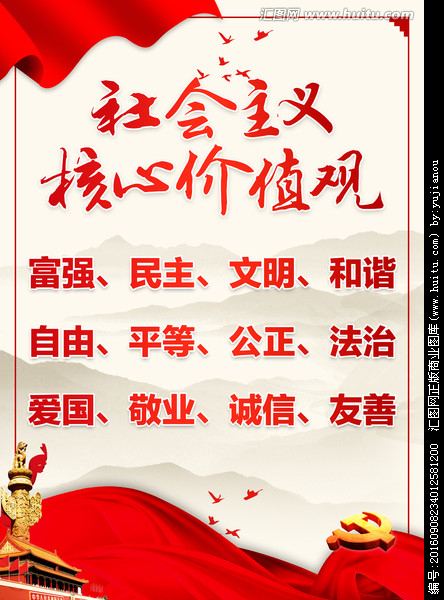 汇图网 www.huitu.com
社会主义
核心价值观
富强、民主、文明、和谐
自由、平等、公正、法治
爱国、敬业、诚信、友善
编号:20160908234012581200 汇图网正版商业图库(www.huitu.com) by:yujianou